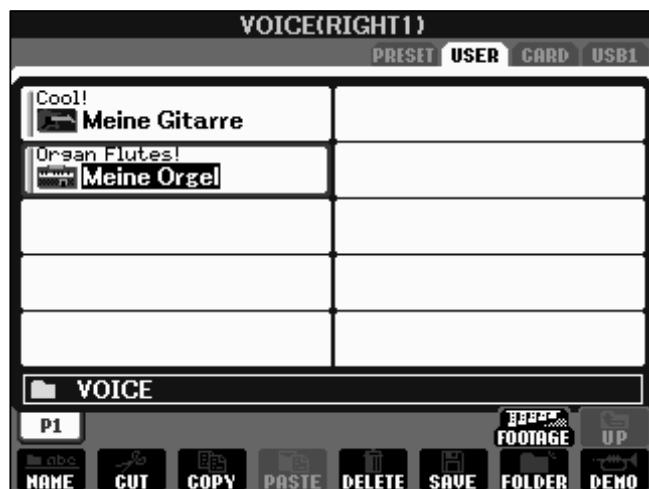 VOICE(RIGHT1)
PRESET USER CARD USB1
Cool!
Meine Gitarre
Organ Flutes!
Meine Orgel
VOICE
P1 FOOTAGE UP
abc
NAME CUT COPY PASTE DELETE SAVE FOLDER DEMO